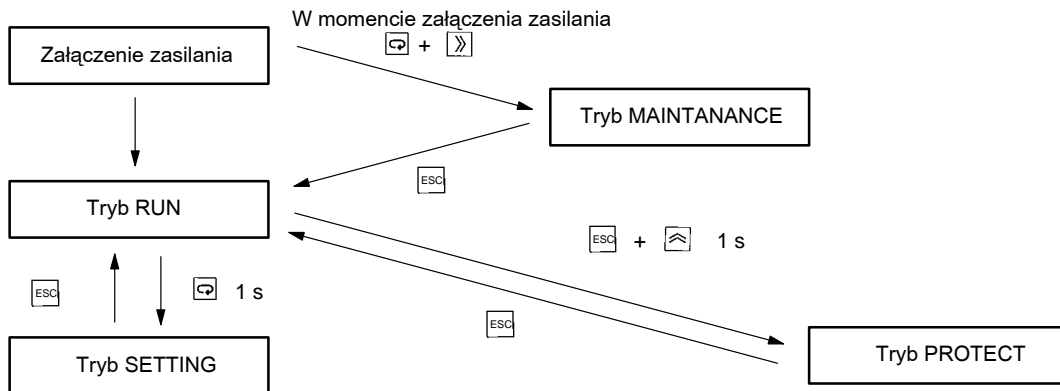 W momencie załączenia zasilania
Załączenie zasilania
+
Tryb MAINTANANCE
ESC
Tryb RUN
ESC + 1 s
ESC
1 s
ESC
Tryb SETTING
Tryb PROTECT